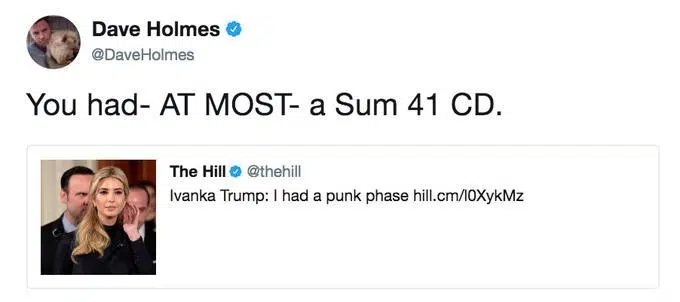 Dave Holmes
@DaveHolmes
You had- AT MOST- a Sum 41 CD.
The Hill @thehill
Ivanka Trump: I had a punk phase hill.cm/l0XykMz